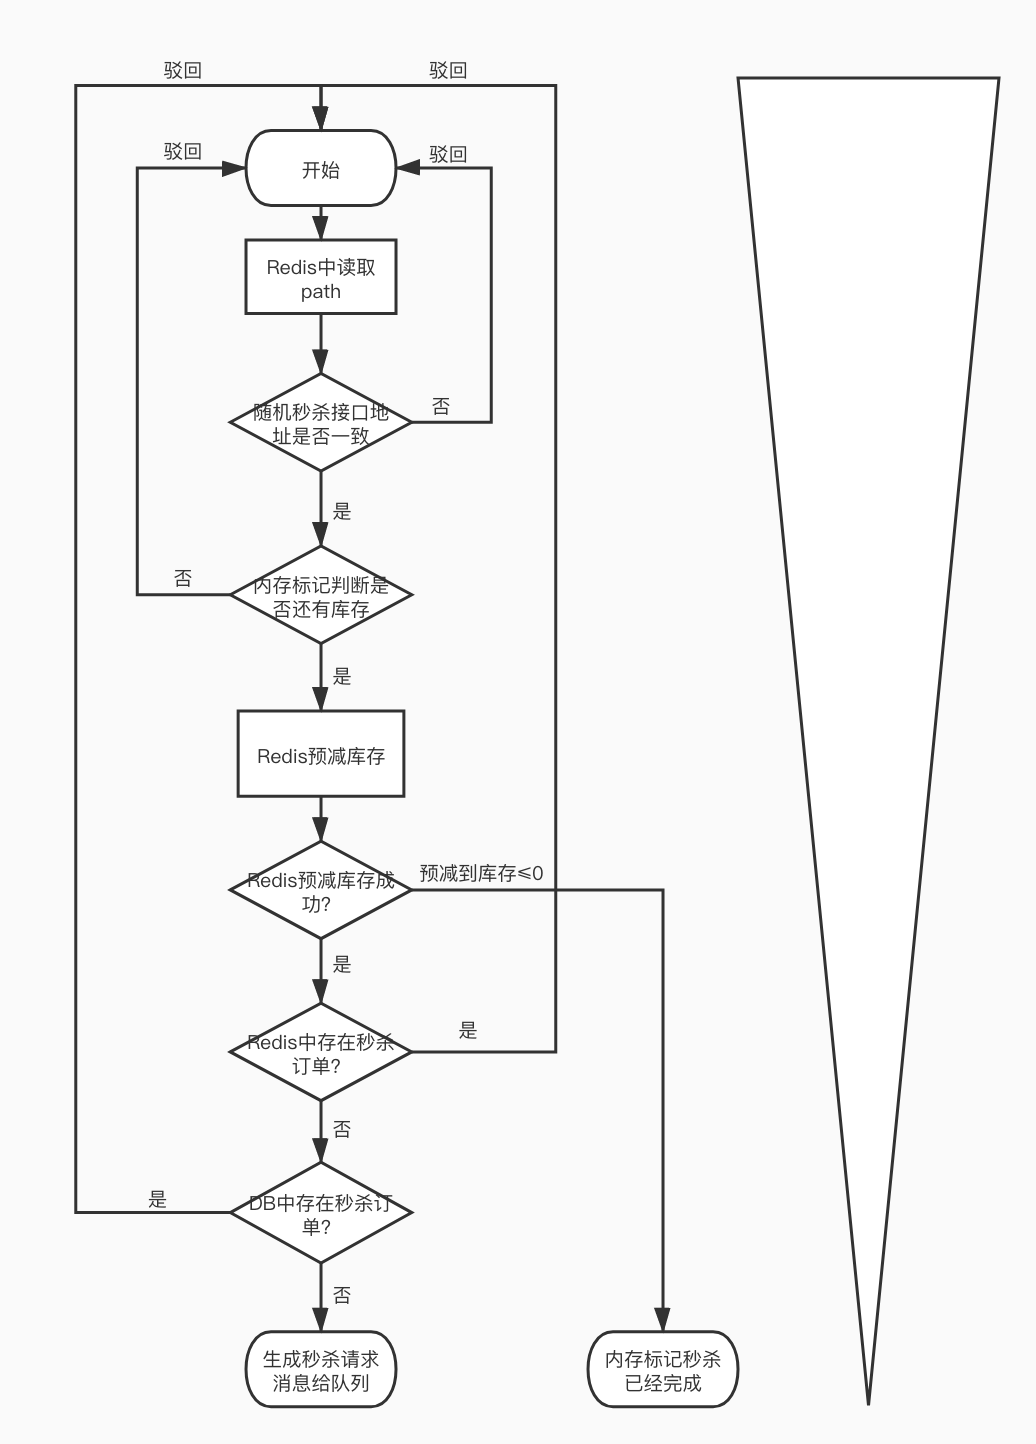 驳回
驳回
驳回
驳回
开始
Redis中读取
path
随机秒杀接口地
址是否一致
否
是
内存标记判断是
否还有库存
否
是
Redis预减库存
Redis预减库存成
功?
预减到库存≤0
是
Redis中存在秒杀
订单?
是
否
DB中存在秒杀订
单?
是
否
生成秒杀请求
消息给队列
内存标记秒杀
已经完成